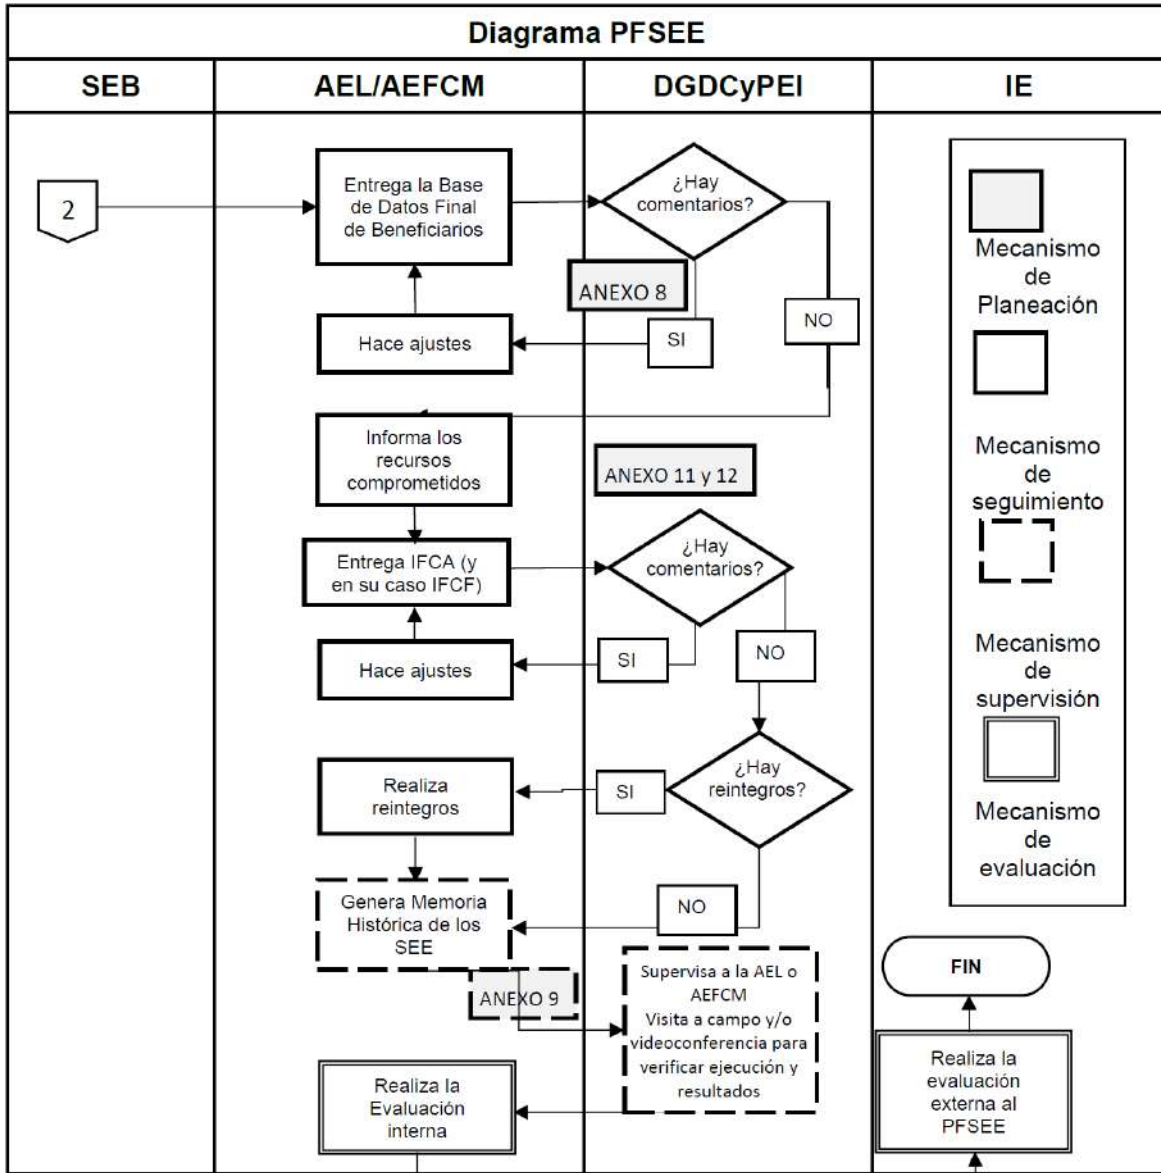 Diagrama PFSEE
SEB
AEL/AEFCM
DGDCyPEI
IE
2
Entrega la Base
de Datos Final
de Beneficiarios
¿Hay
comentarios?
ANEXO 8
SI
NO
Hace ajustes
Informa los
recursos
comprometidos
ANEXO 11 y 12
Entrega IFCA (y
en su caso IFCF)
¿Hay
comentarios?
SI
NO
Hace ajustes
¿Hay
reintegros?
SI
Realiza
reintegros
NO
Genera Memoria
Histórica de los
SEE
ANEXO 9
Supervisa a la AEL o
AEFCM
Visita a campo y/o
videoconferencia para
verificar ejecución y
resultados
Realiza la
Evaluación
interna
Mecanismo
de
Planeación
Mecanismo
de
seguimiento
Mecanismo
de
supervisión
Mecanismo
de
evaluación
FIN
Realiza la
evaluación
externa al
PFSEE